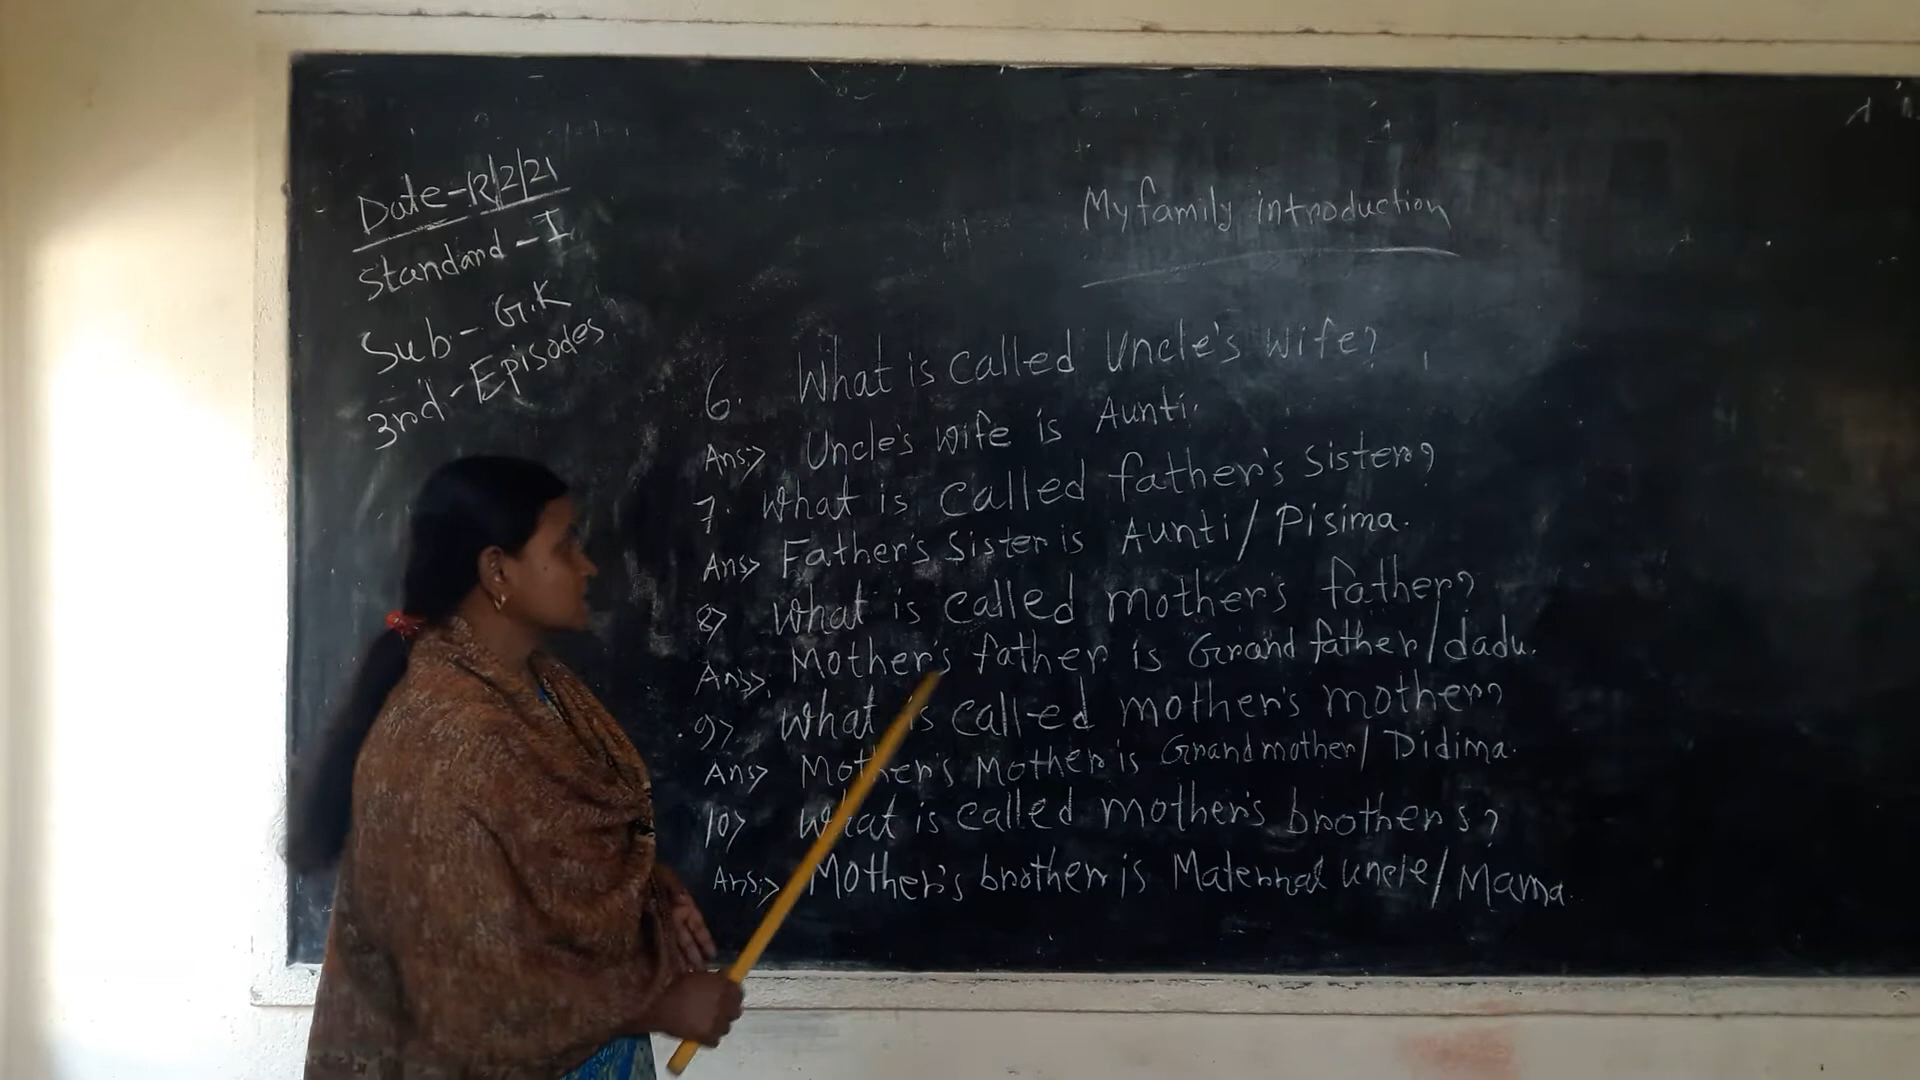 Date-12/2/21
Standard - I
Sub - G.K
3rd - Episodes
My family introduction
6. What is called Uncle's wife?
Ans:> Uncle's wife is Aunti.
7. What is called father's sister?
Ans> Father's Sister is Aunti/Pisima.
8> What is called mother's father?
Ans>. Mother's father is Grand father/dadu.
9> What is called mother's mother?
Ans> Mother's Mother is Grandmother/Didima.
10> What is called mother's brothers?
Ans:> Mother's brother is Maternal uncle/Mama.